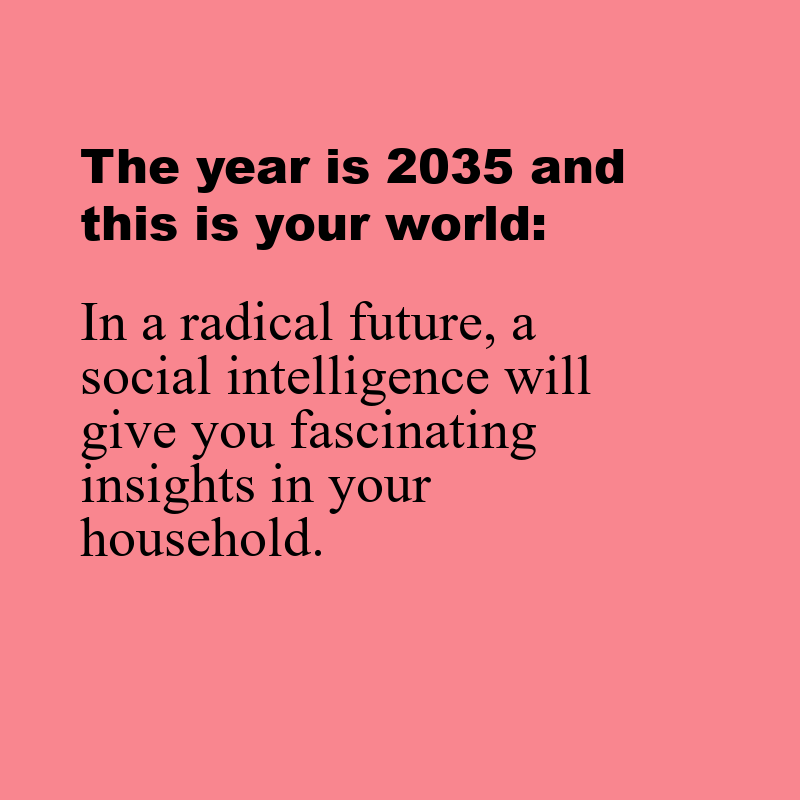 The year is 2035 and
this is your world:
In a radical future, a
social intelligence will
give you fascinating
insights in your
household.